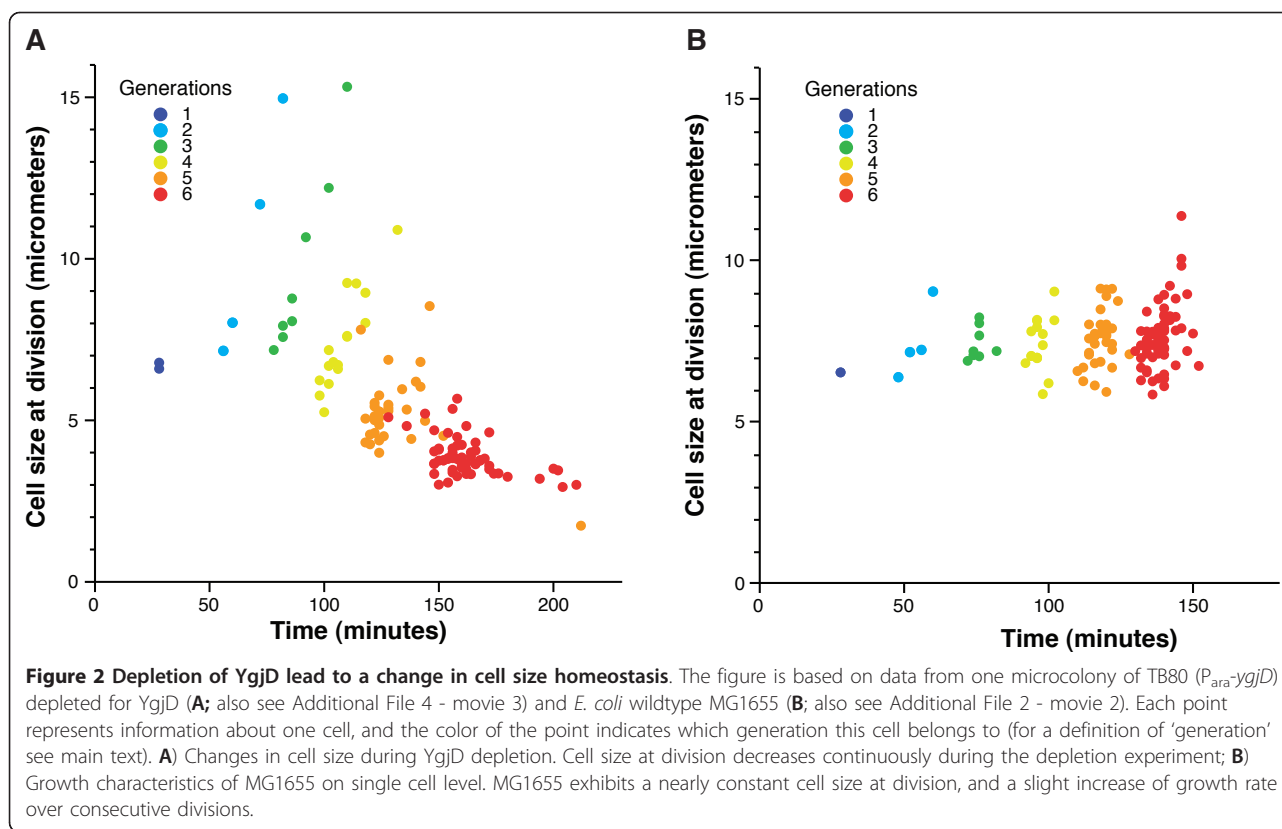 A
Generations
1
2
3
4
5
6
15
10
5
0
0
50
100
150
200
Cell size at division (micrometers)
Time (minutes)
B
Generations
1
2
3
4
5
6
15
10
5
0
0
50
100
150
Cell size at division (micrometers)
Time (minutes)
Figure 2 Depletion of YgjD lead to a change in cell size homeostasis. The figure is based on data from one microcolony of TB80 (Para-ygjD)
depleted for YgjD (A; also see Additional File 4 - movie 3) and E. coli wildtype MG1655 (B; also see Additional File 2 - movie 2). Each point
represents information about one cell, and the color of the point indicates which generation this cell belongs to (for a definition of 'generation'
see main text). A) Changes in cell size during YgjD depletion. Cell size at division decreases continuously during the depletion experiment; B)
Growth characteristics of MG1655 on single cell level. MG1655 exhibits a nearly constant cell size at division, and a slight increase of growth rate
over consecutive divisions.